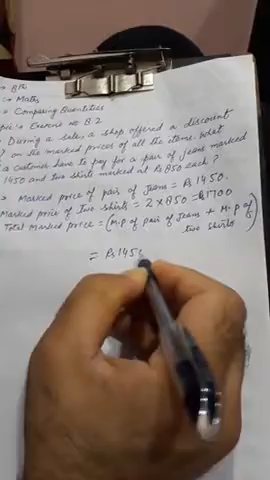 → 8th
→ Maths
→ Comparing Quantities
Exercise no 8.2
During a sale, a shop offered a discount
on the marked prices of all the items. What
a customer have to pay for a pair of jeans marked
1450 and two shirts marked at Rs 850 each?
→ Marked price of pair of Jeans = Rs 1450.
Marked price of Two shirts = 2 × 850 = Rs 1700
Total Marked price = (M.P of pair of Jeans + M.P of
two shirts)
= Rs 1450